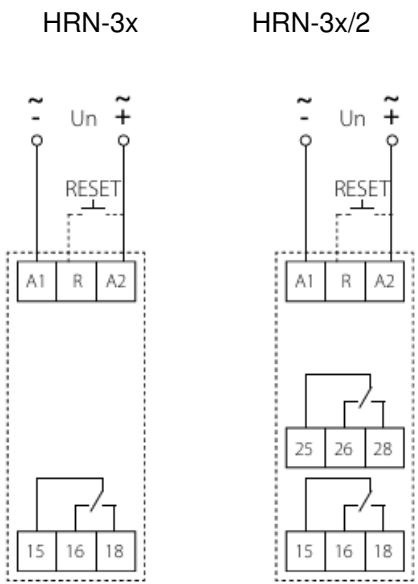 HRN-3x HRN-3x/2
~ ~ ~ ~
- Un + - Un +
RESET RESET
A1 R A2 A1 R A2
25 26 28
15 16 18 15 16 18